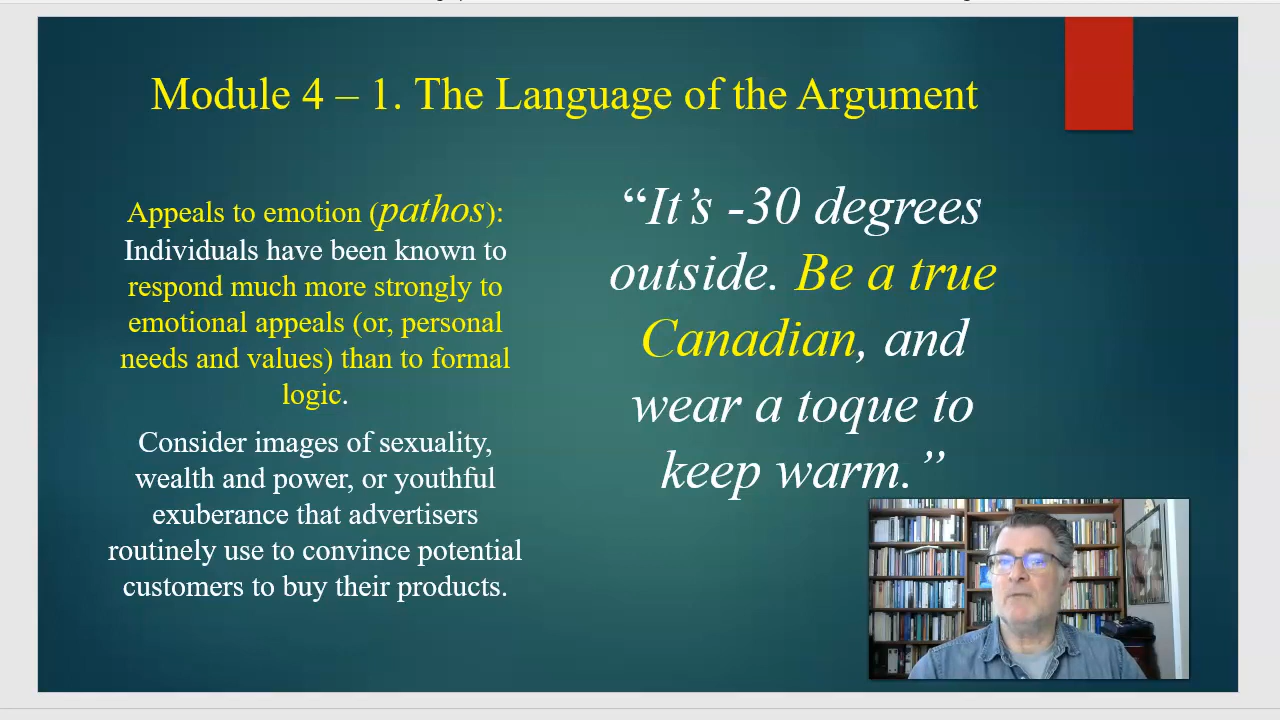 Module 4 – 1. The Language of the Argument
Appeals to emotion (pathos):
Individuals have been known to
respond much more strongly to
emotional appeals (or, personal
needs and values) than to formal
logic.
Consider images of sexuality,
wealth and power, or youthful
exuberance that advertisers
routinely use to convince potential
customers to buy their products.
“It’s -30 degrees
outside. Be a true
Canadian, and
wear a toque to
keep warm.”